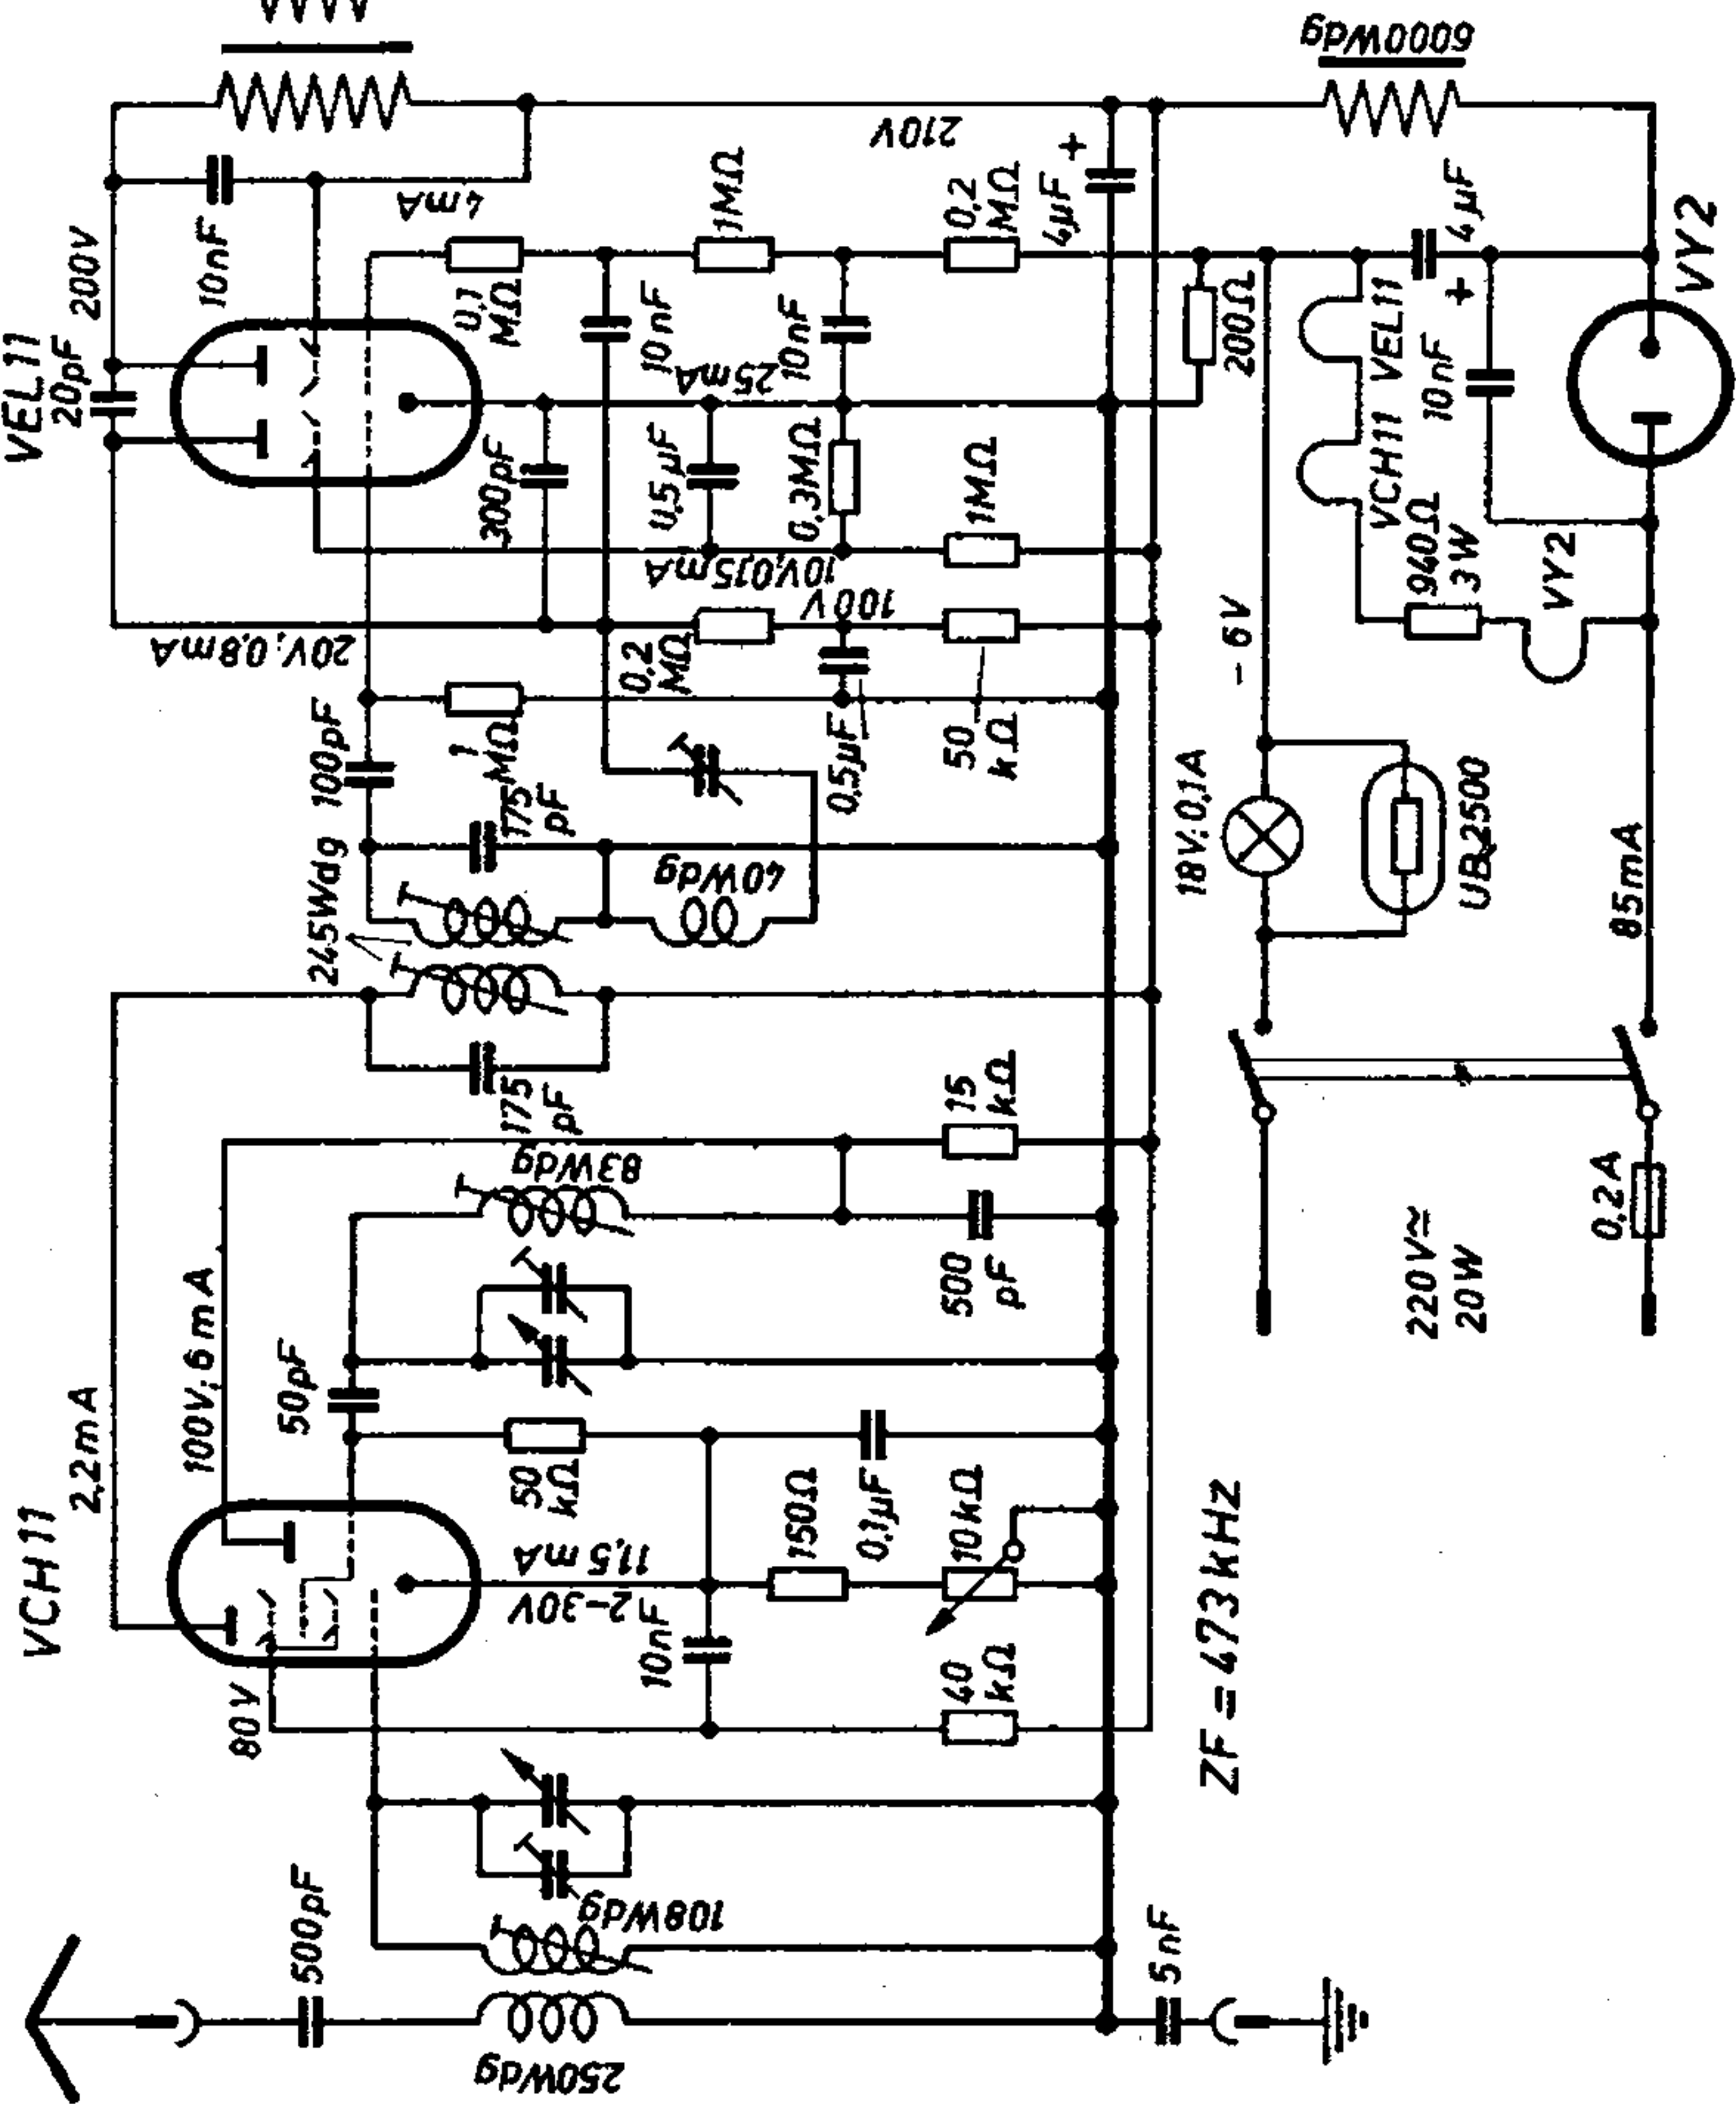 VCH11
2,2mA
100V; 6mA
80V
500pF
250Wdg
108Wdg
5nF
10nF
40
kΩ
2–30V
11,5mA
150Ω
10kΩ
0,1µF
50
kΩ
50pF
83Wdg
500
pF
15
kΩ
175
pF
245Wdg
40Wdg
175
pF
100pF
1
MΩ
0,2
MΩ
0,5µF
50
kΩ
100V
20V; 0,8mA
VEL11
20pF
200V
10nF
4mA
300pF
0,5µF
0,3MΩ
10V; 0,15mA
1MΩ
25mA
0,1
MΩ
10nF
10nF
1MΩ
0,2
MΩ
4µF
+
210V
200Ω
6000Wdg
4µF
+
10nF
VY2
VCH11 VEL11
940Ω
3W
VY2
– 6V
18V; 0,1A
UB2500
85mA
0,2A
220V≂
20W
ZF = 473 kHz